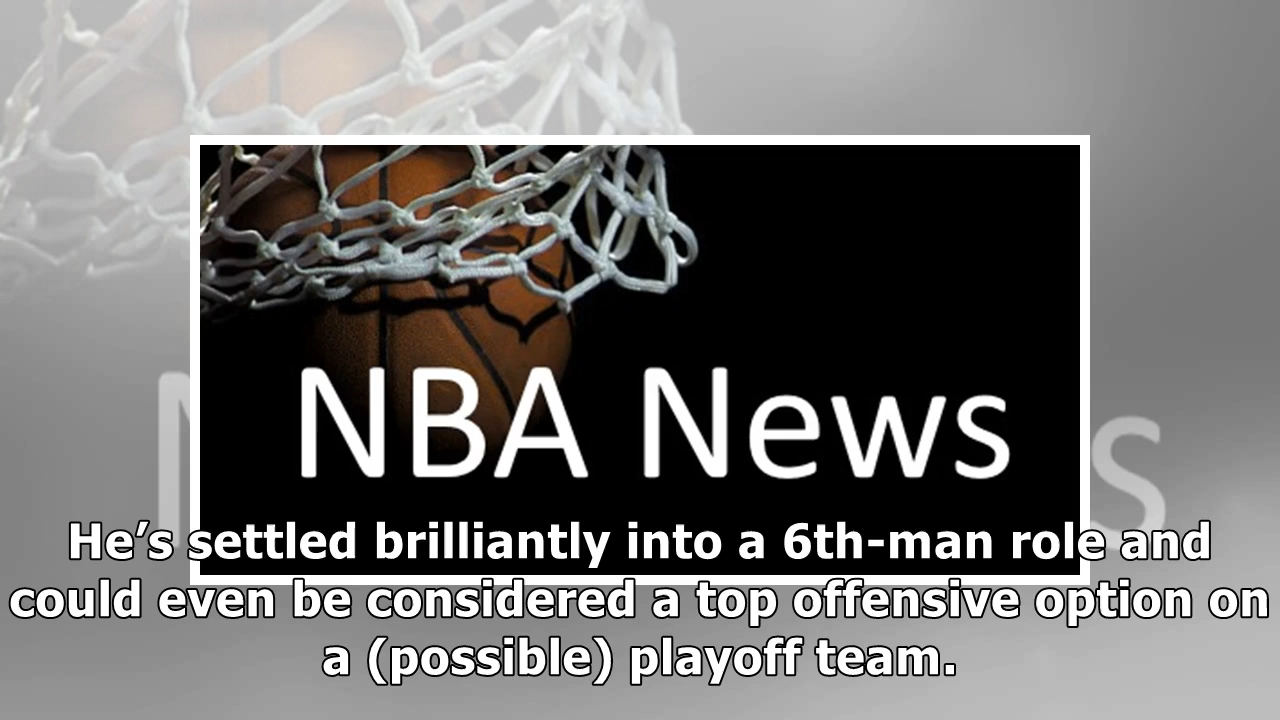 NBA News
He’s settled brilliantly into a 6th-man role and
could even be considered a top offensive option on
a (possible) playoff team.